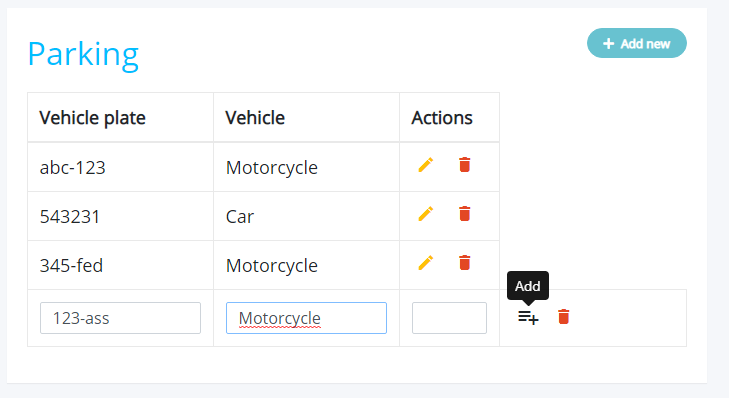 Parking
+ Add new
Vehicle plate Vehicle Actions
abc-123 Motorcycle
543231 Car
345-fed Motorcycle
Add
123-ass Motorcycle